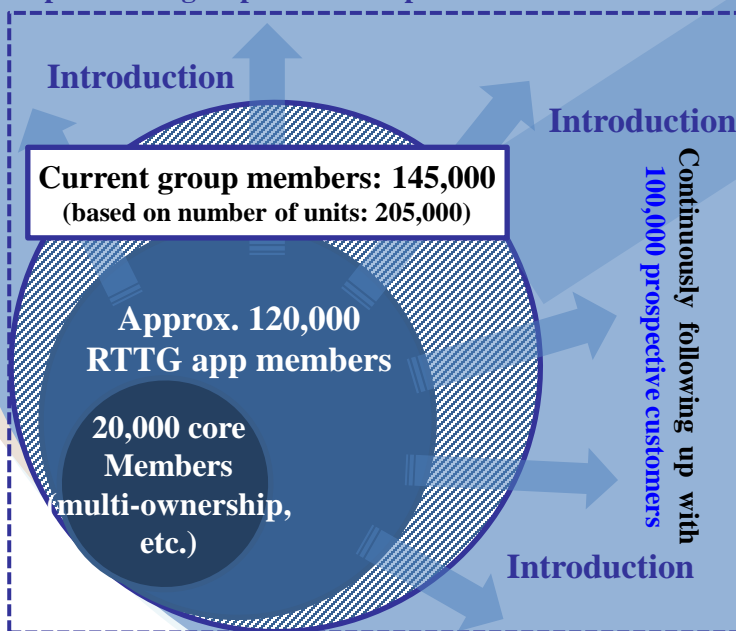 Introduction
Introduction
Current group members: 145,000
(based on number of units: 205,000)
Continuously following up with
100,000 prospective customers
Approx. 120,000
RTTG app members
20,000 core
Members
(multi-ownership,
etc.)
Introduction